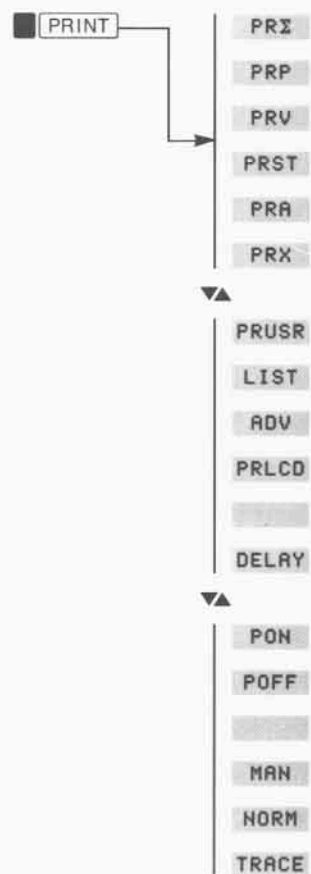 PRINT
PRΣ
PRP
PRV
PRST
PRA
PRX
PRUSR
LIST
ADV
PRLCD
DELAY
PON
POFF
MAN
NORM
TRACE